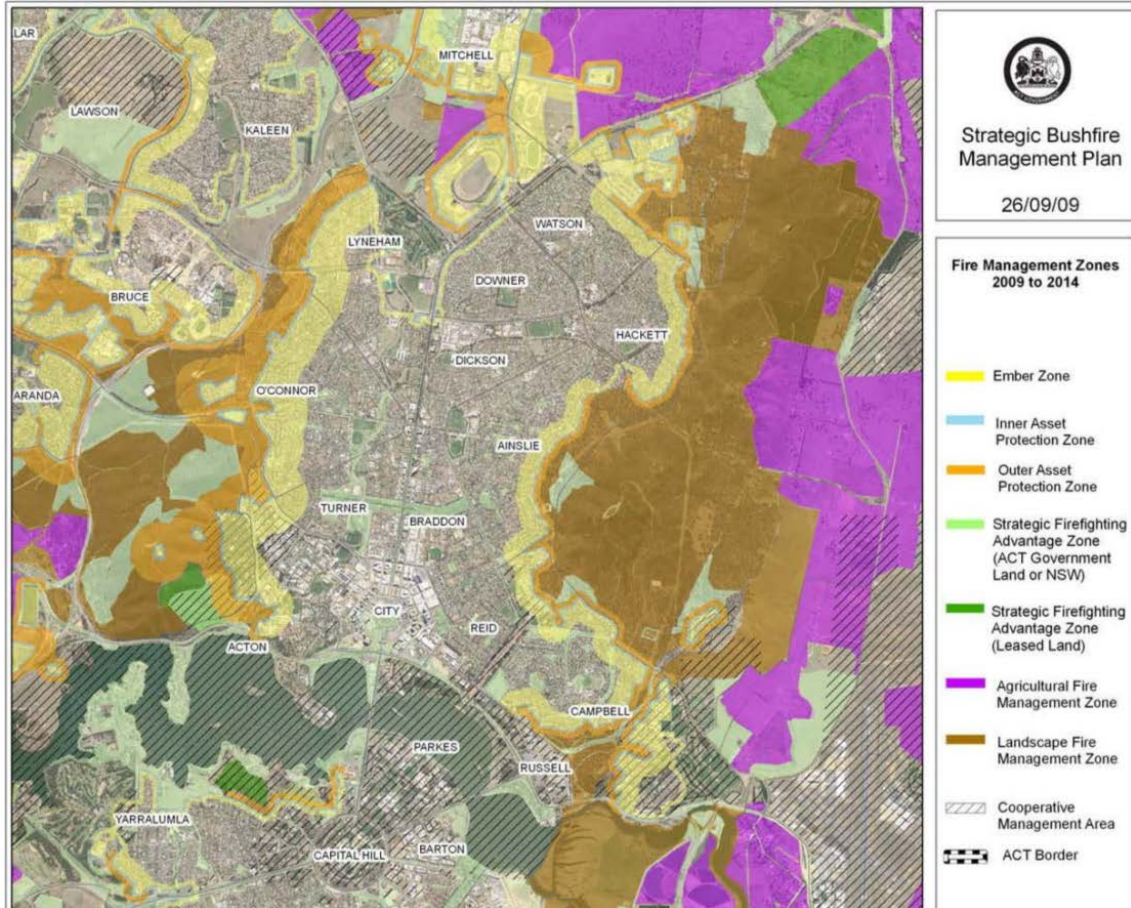 LAR
MITCHELL
LAWSON
KALEEN
WATSON
LYNEHAM
DOWNER
BRUCE
HACKETT
DICKSON
O'CONNOR
ARANDA
AINSLIE
TURNER
BRADDON
CITY
REID
ACTON
CAMPBELL
PARKES
RUSSELL
YARRALUMLA
CAPITAL HILL
BARTON
Strategic Bushfire
Management Plan
26/09/09
Fire Management Zones
2009 to 2014
Ember Zone
Inner Asset
Protection Zone
Outer Asset
Protection Zone
Strategic Firefighting
Advantage Zone
(ACT Government
Land or NSW)
Strategic Firefighting
Advantage Zone
(Leased Land)
Agricultural Fire
Management Zone
Landscape Fire
Management Zone
Cooperative
Management Area
ACT Border